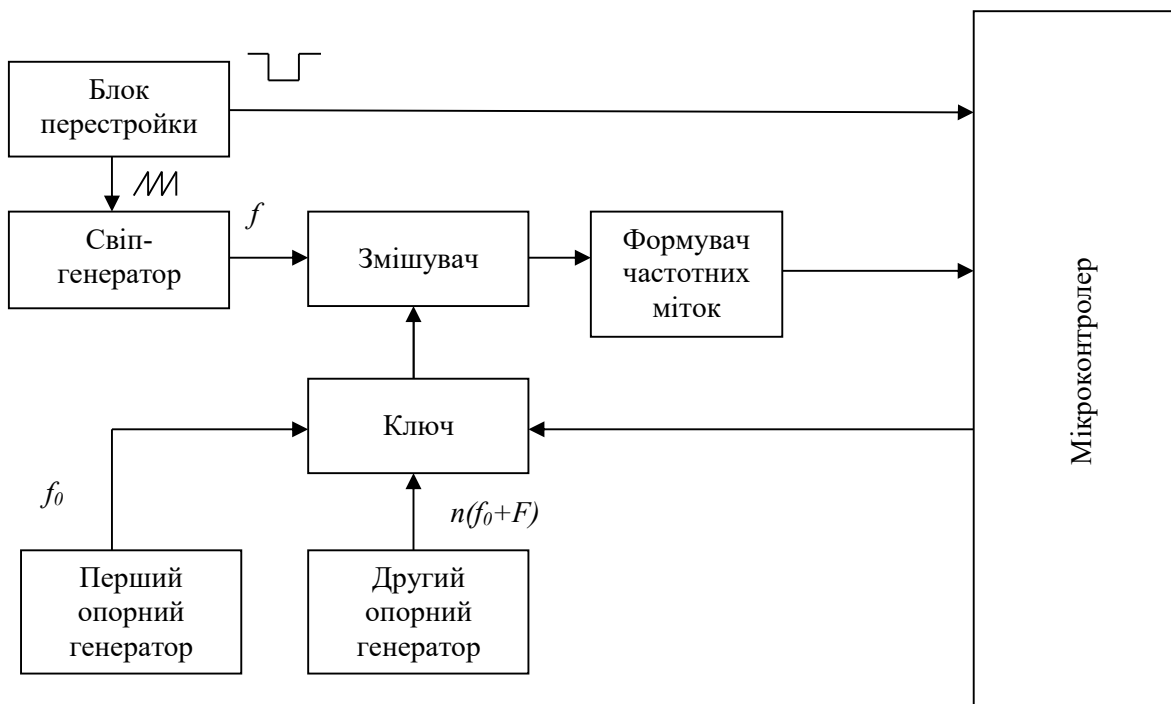 Блок
перестройки
Свіп-
генератор
f
Змішувач
Формувач
частотних
міток
Мікроконтролер
Ключ
f₀
n(f₀+F)
Перший
опорний
генератор
Другий
опорний
генератор